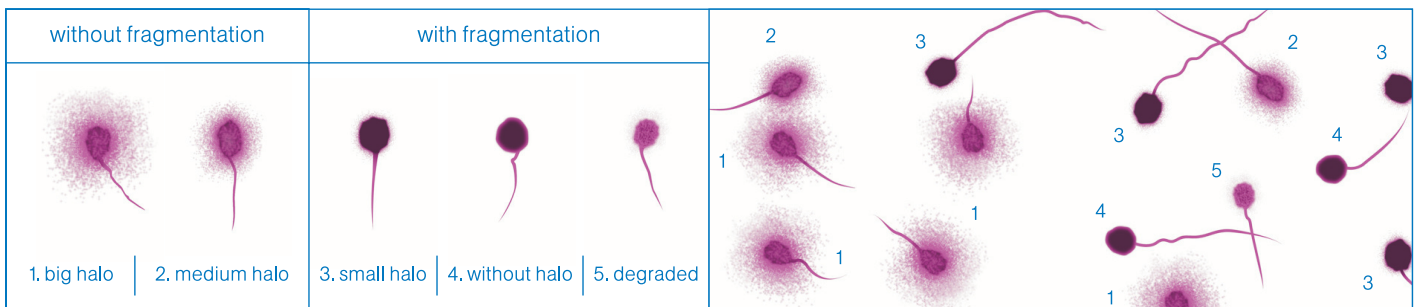 without fragmentation
with fragmentation
1. big halo
2. medium halo
3. small halo
4. without halo
5. degraded
2
3
2
3
3
4
1
5
1
4
1
3
1